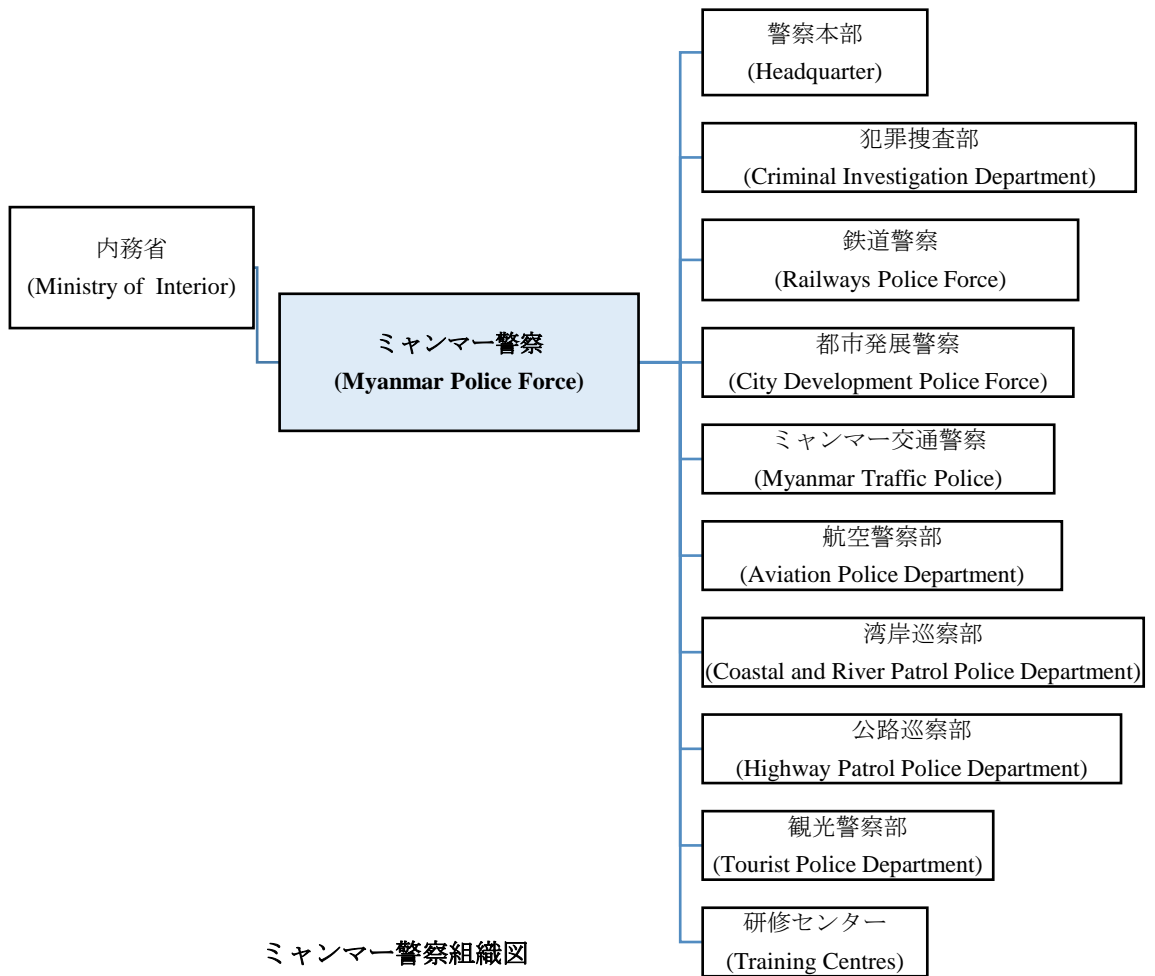 内務省
(Ministry of Interior)
ミャンマー警察
(Myanmar Police Force)
警察本部
(Headquarter)
犯罪捜査部
(Criminal Investigation Department)
鉄道警察
(Railways Police Force)
都市発展警察
(City Development Police Force)
ミャンマー交通警察
(Myanmar Traffic Police)
航空警察部
(Aviation Police Department)
湾岸巡察部
(Coastal and River Patrol Police Department)
公路巡察部
(Highway Patrol Police Department)
観光警察部
(Tourist Police Department)
研修センター
(Training Centres)
ミャンマー警察組織図